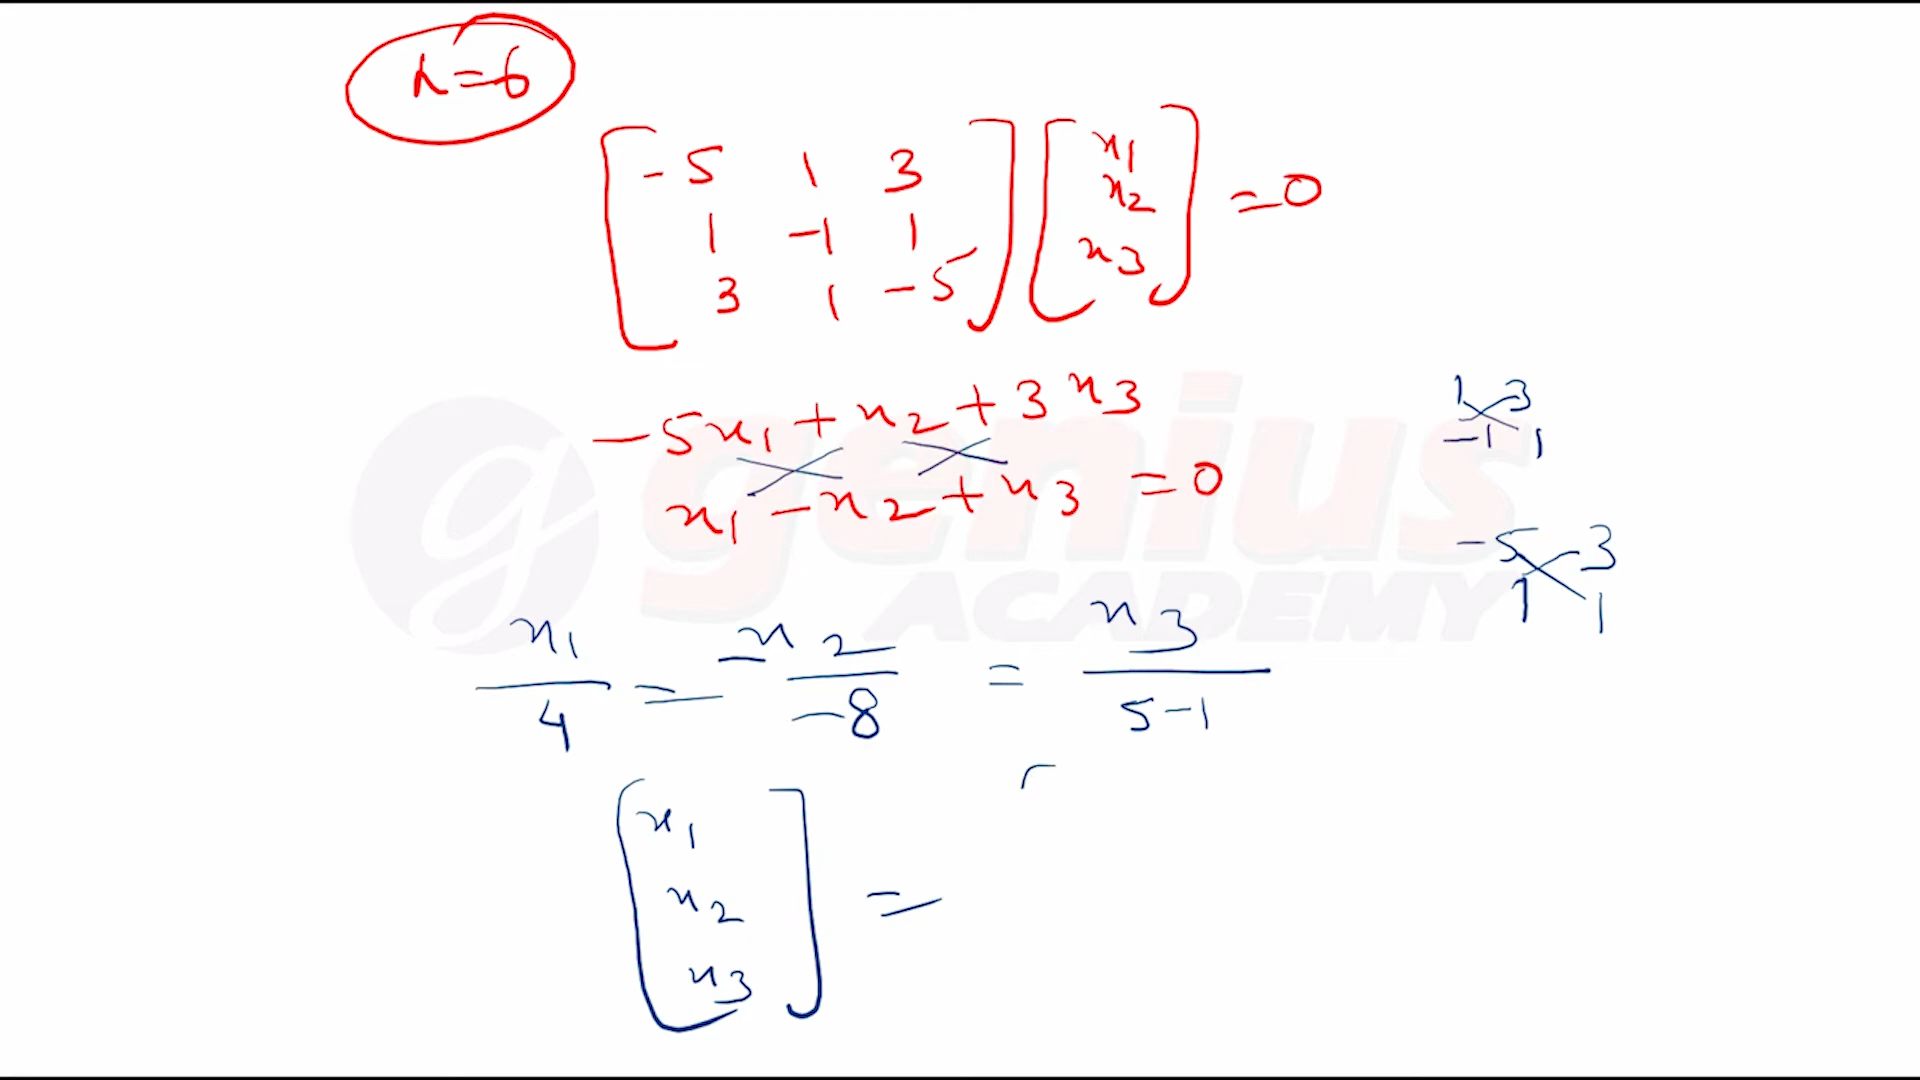 λ=6
[-5 1 3] [x1]
[1 -1 1] [x2] =0
[3 1 -5] [x3]
-5x1+x2+3x3
x1-x2+x3=0
1 3
-1 1
-5 3
1 1
x1/4 = -x2/-8 = x3/5-1
[x1
x2
x3] =
g genius
ACADEMY